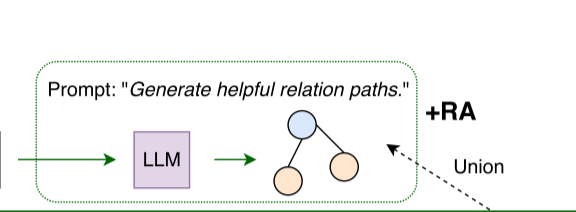 Prompt: "Generate helpful relation paths."
+RA
LLM
Union